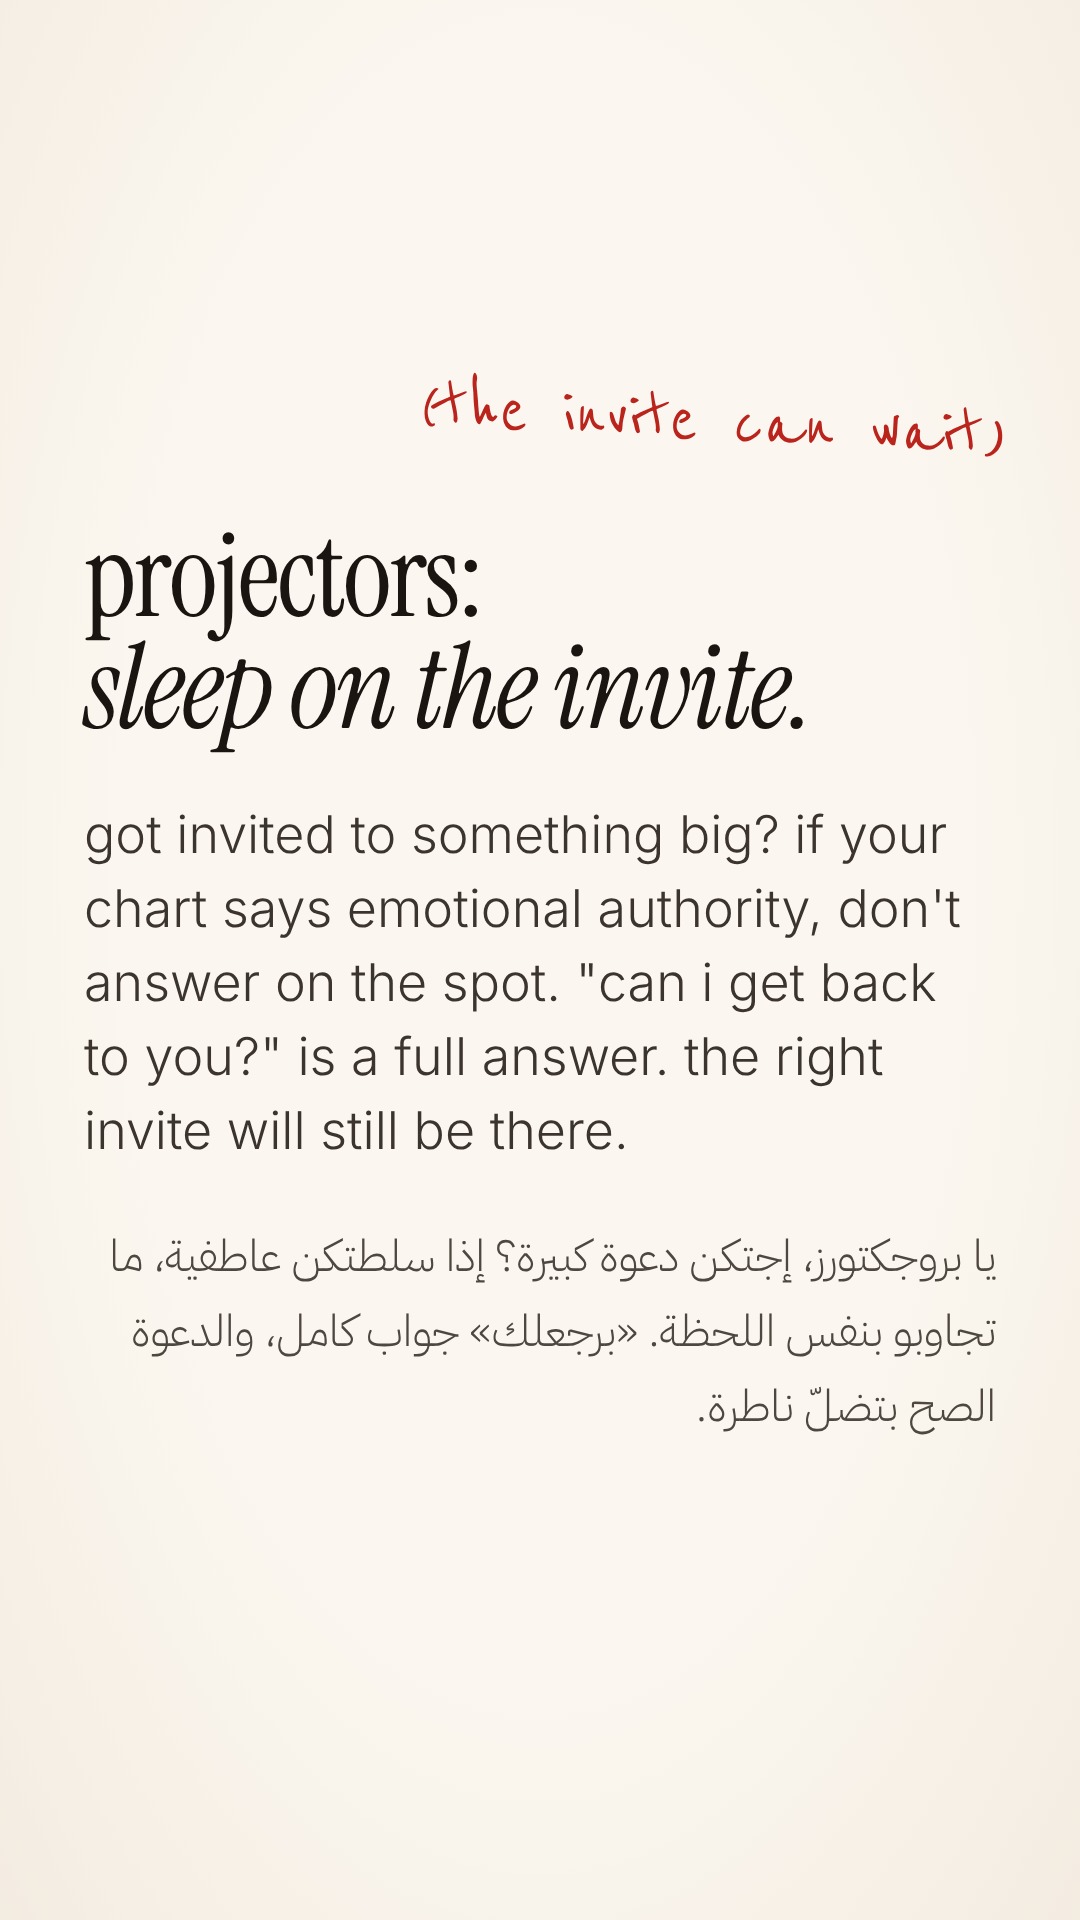 (the invite can wait)
projectors:
sleep on the invite.
got invited to something big? if your
chart says emotional authority, don't
answer on the spot. "can i get back
to you?" is a full answer. the right
invite will still be there.
يا بروجكتورز، إجتكن دعوة كبيرة؟ إذا سلطتكن عاطفية، ما
تجاوبو بنفس اللحظة. «برجعلك» جواب كامل، والدعوة
الصح بتضلّ ناطرة.